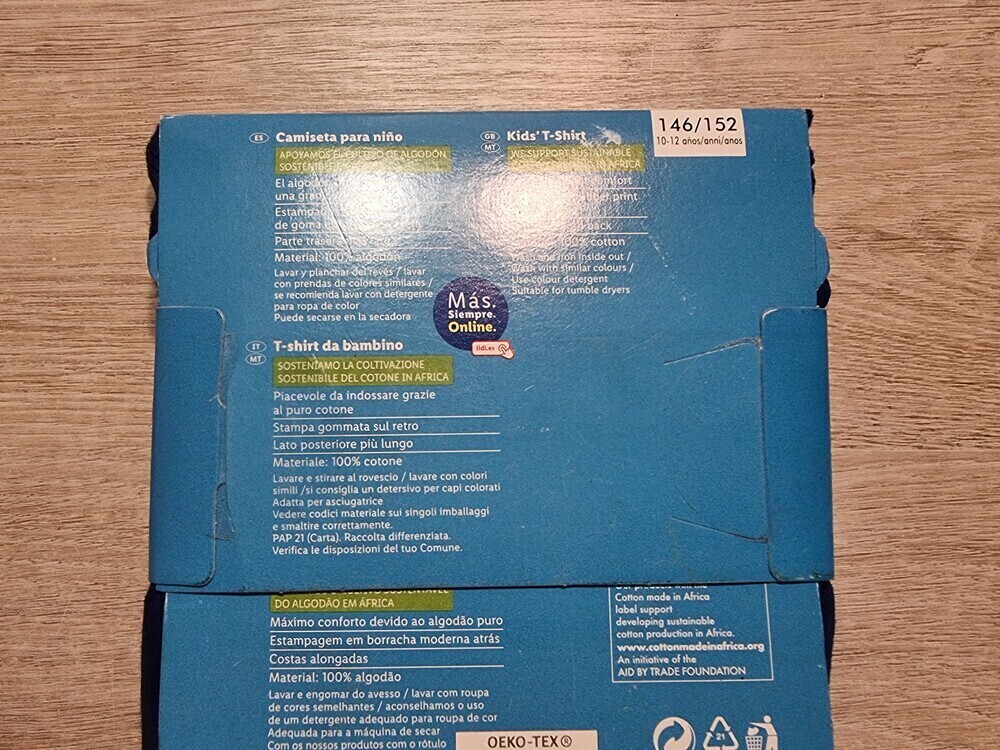 ES Camiseta para niño
APOYAMOS EL CULTIVO DE ALGODÓN
SOSTENIBLE
El
una
Estampa
de goma
Parte trasera
Material: 100% algodón
Lavar y planchar del revés / lavar
con prendas de colores similares /
se recomienda lavar con detergente
para ropa de color
Puede secarse en la secadora
GB MT Kids' T-Shirt
WE SUPPORT SUSTAINABLE
IN AFRICA
comfort
print
back
100% cotton
Wash and iron inside out /
Wash with similar colours /
Use colour detergent
Suitable for tumble dryers
146/152
10-12 años/anni/anos
Más.
Siempre.
Online.
lidl.es
IT MT T-shirt da bambino
SOSTENIAMO LA COLTIVAZIONE
SOSTENIBILE DEL COTONE IN AFRICA
Piacevole da indossare grazie
al puro cotone
Stampa gommata sul retro
Lato posteriore più lungo
Materiale: 100% cotone
Lavare e stirare al rovescio / lavare con colori
simili /si consiglia un detersivo per capi colorati
Adatta per asciugatrice
Vedere codici materiale sui singoli imballaggi
e smaltire correttamente.
PAP 21 (Carta). Raccolta differenziata.
Verifica le disposizioni del tuo Comune.
DO ALGODÃO EM ÁFRICA
Máximo conforto devido ao algodão puro
Estampagem em borracha moderna atrás
Costas alongadas
Material: 100% algodão
Lavar e engomar do avesso / lavar com roupa
de cores semelhantes / aconselhamos o uso
de um detergente adequado para roupa de cor
Adequada para a máquina de secar
Com os nossos produtos com o rótulo
Our products with the
Cotton made in Africa
label support
developing sustainable
cotton production in Africa.
www.cottonmadeinafrica.org
An initiative of the
AID BY TRADE FOUNDATION
OEKO-TEX®
21